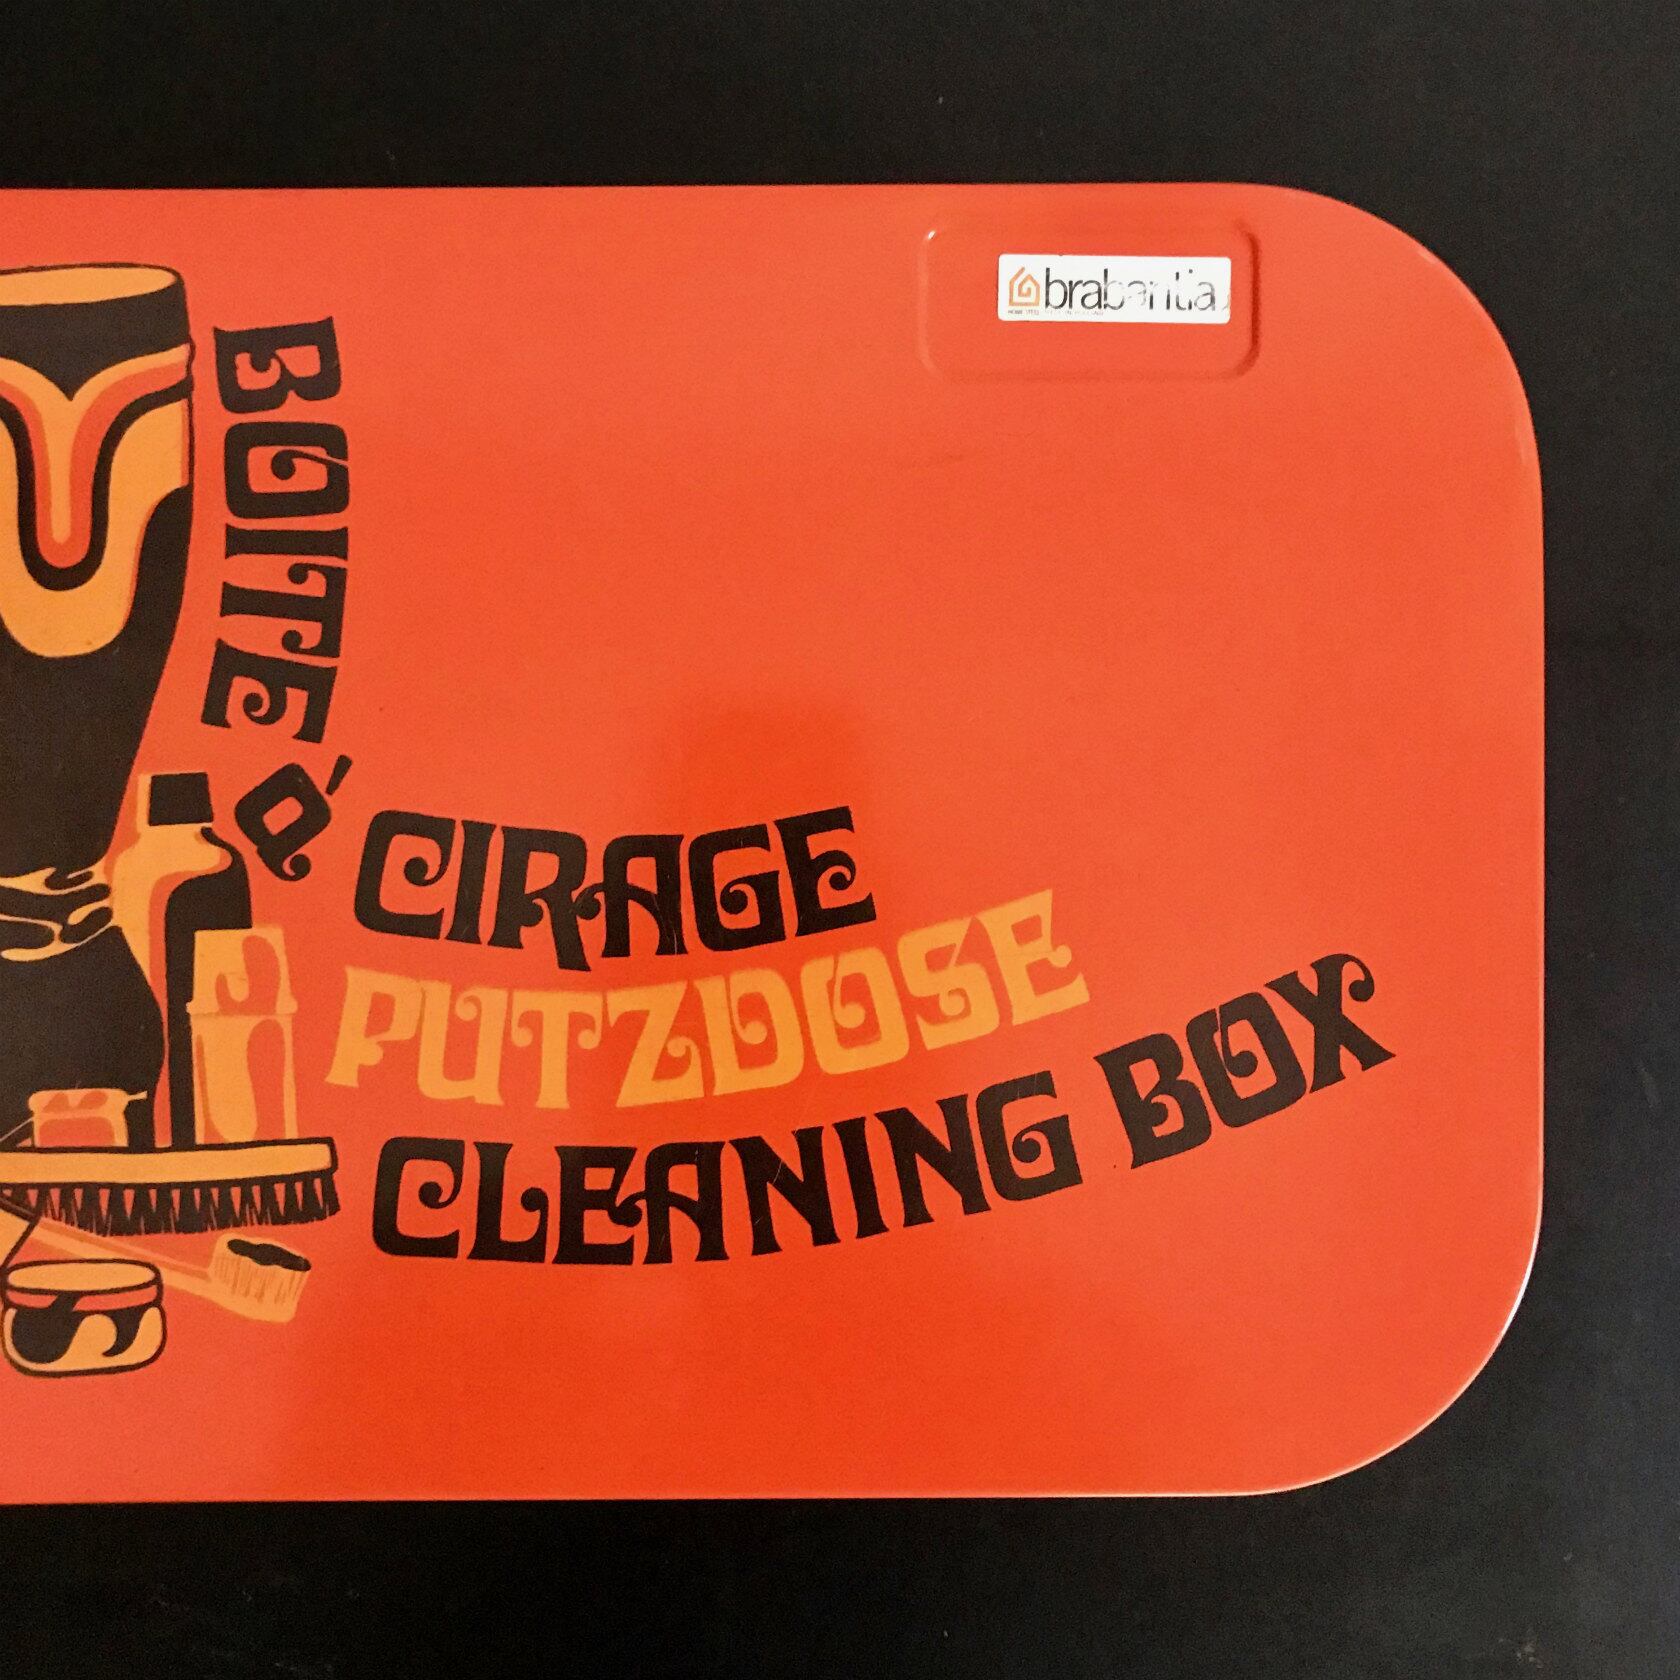 brabantia
BOITE à
CIRAGE
PUTZDOSE
CLEANING BOX